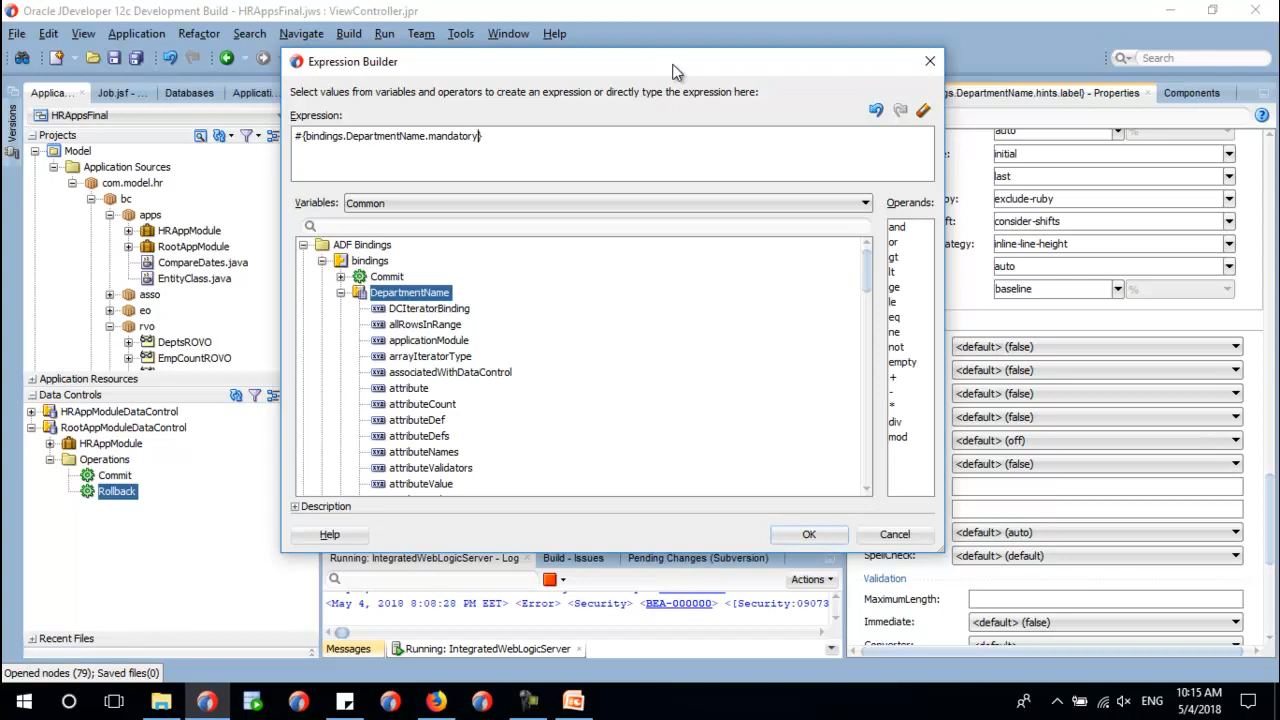 Oracle JDeveloper 12c Development Build - HRAppsFinal.jws : ViewController.jpr
File Edit View Application Refactor Search Navigate Build Run Team Tools Window Help
Search
Applica... Job.jsf - ... Databases Applicati...
HRAppsFinal
Projects
Model
Application Sources
com.model.hr
bc
apps
HRAppModule
RootAppModule
CompareDates.java
EntityClass.java
asso
eo
rvo
DeptsROVO
EmpCountROVO
Application Resources
Data Controls
HRAppModuleDataControl
RootAppModuleDataControl
HRAppModule
Operations
Commit
Rollback
Recent Files
Versions
Expression Builder
Select values from variables and operators to create an expression or directly type the expression here:
Expression:
#{bindings.DepartmentName.mandatory}
Variables: Common
Operands:
ADF Bindings
bindings
Commit
DepartmentName
DCIteratorBinding
allRowsInRange
applicationModule
arrayIteratorType
associatedWithDataControl
attribute
attributeCount
attributeDef
attributeDefs
attributeNames
attributeValidators
attributeValue
and
or
gt
lt
ge
le
eq
ne
not
empty
+
-
*
div
mod
Description
Help OK Cancel
gs.DepartmentName.hints.label} - Properties Components
auto
initial
last
by: exclude-ruby
ft: consider-shifts
ategy: inline-line-height
auto
baseline %
<default> (false)
<default> (false)
<default> (false)
<default> (false)
<default> (off)
<default> (false)
<default> (auto)
SpellCheck: <default> (default)
Validation
MaximumLength:
Immediate: <default> (false)
Converter: <default>
Running: IntegratedWebLogicServer - Log Build - Issues Pending Changes (Subversion)
Actions
<May 4, 2018 8:08:28 PM EET> <Error> <Security> <BEA-000000> <[Security:09073
Messages Running: IntegratedWebLogicServer
Opened nodes (79); Saved files(0)
ENG
10:15 AM
5/4/2018